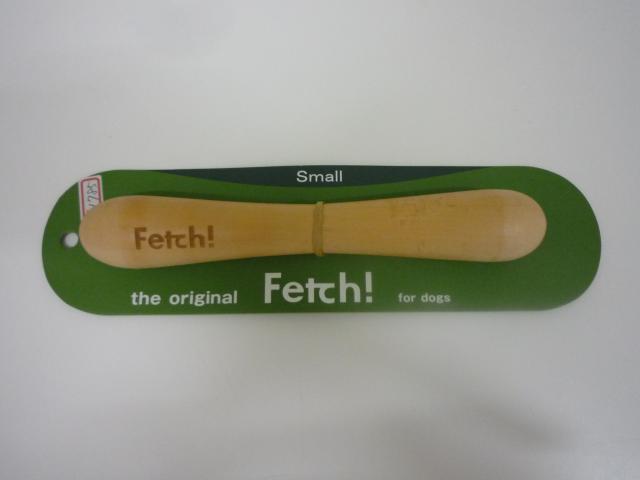 Small
Fetch!
the original Fetch! for dogs